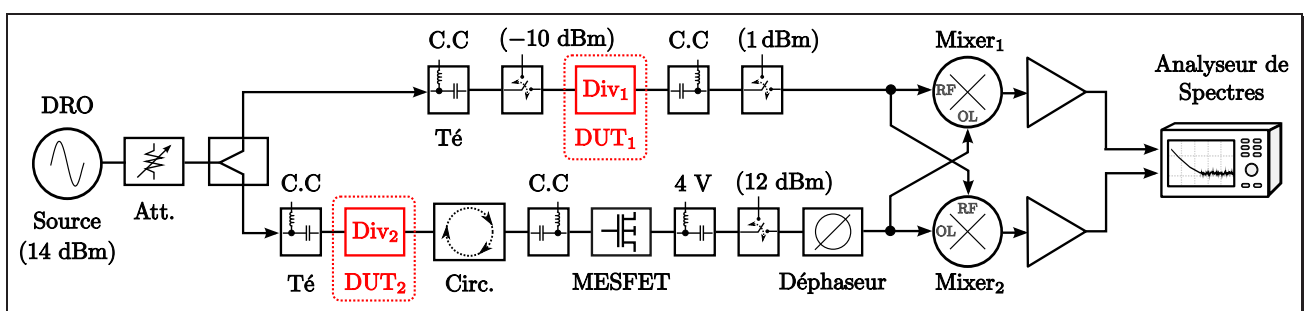 DRO
Source
(14 dBm)
Att.
C.C
Té
(−10 dBm)
Div1
DUT1
C.C
(1 dBm)
C.C
Té
Div2
DUT2
Circ.
C.C
MESFET
4 V
(12 dBm)
Déphaseur
Mixer1
RF
OL
RF
OL
Mixer2
Analyseur de
Spectres